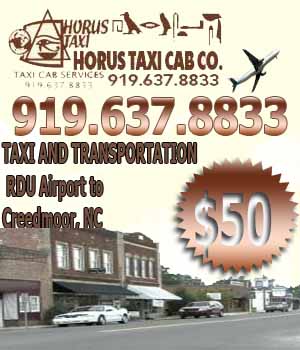 HORUS
TAXI
HORUS TAXI CAB CO.
TAXI CAB SERVICES
919.637.8833
919.637.8833
919.637.8833
TAXI AND TRANSPORTATION
RDU Airport to
Creedmoor, NC
$50